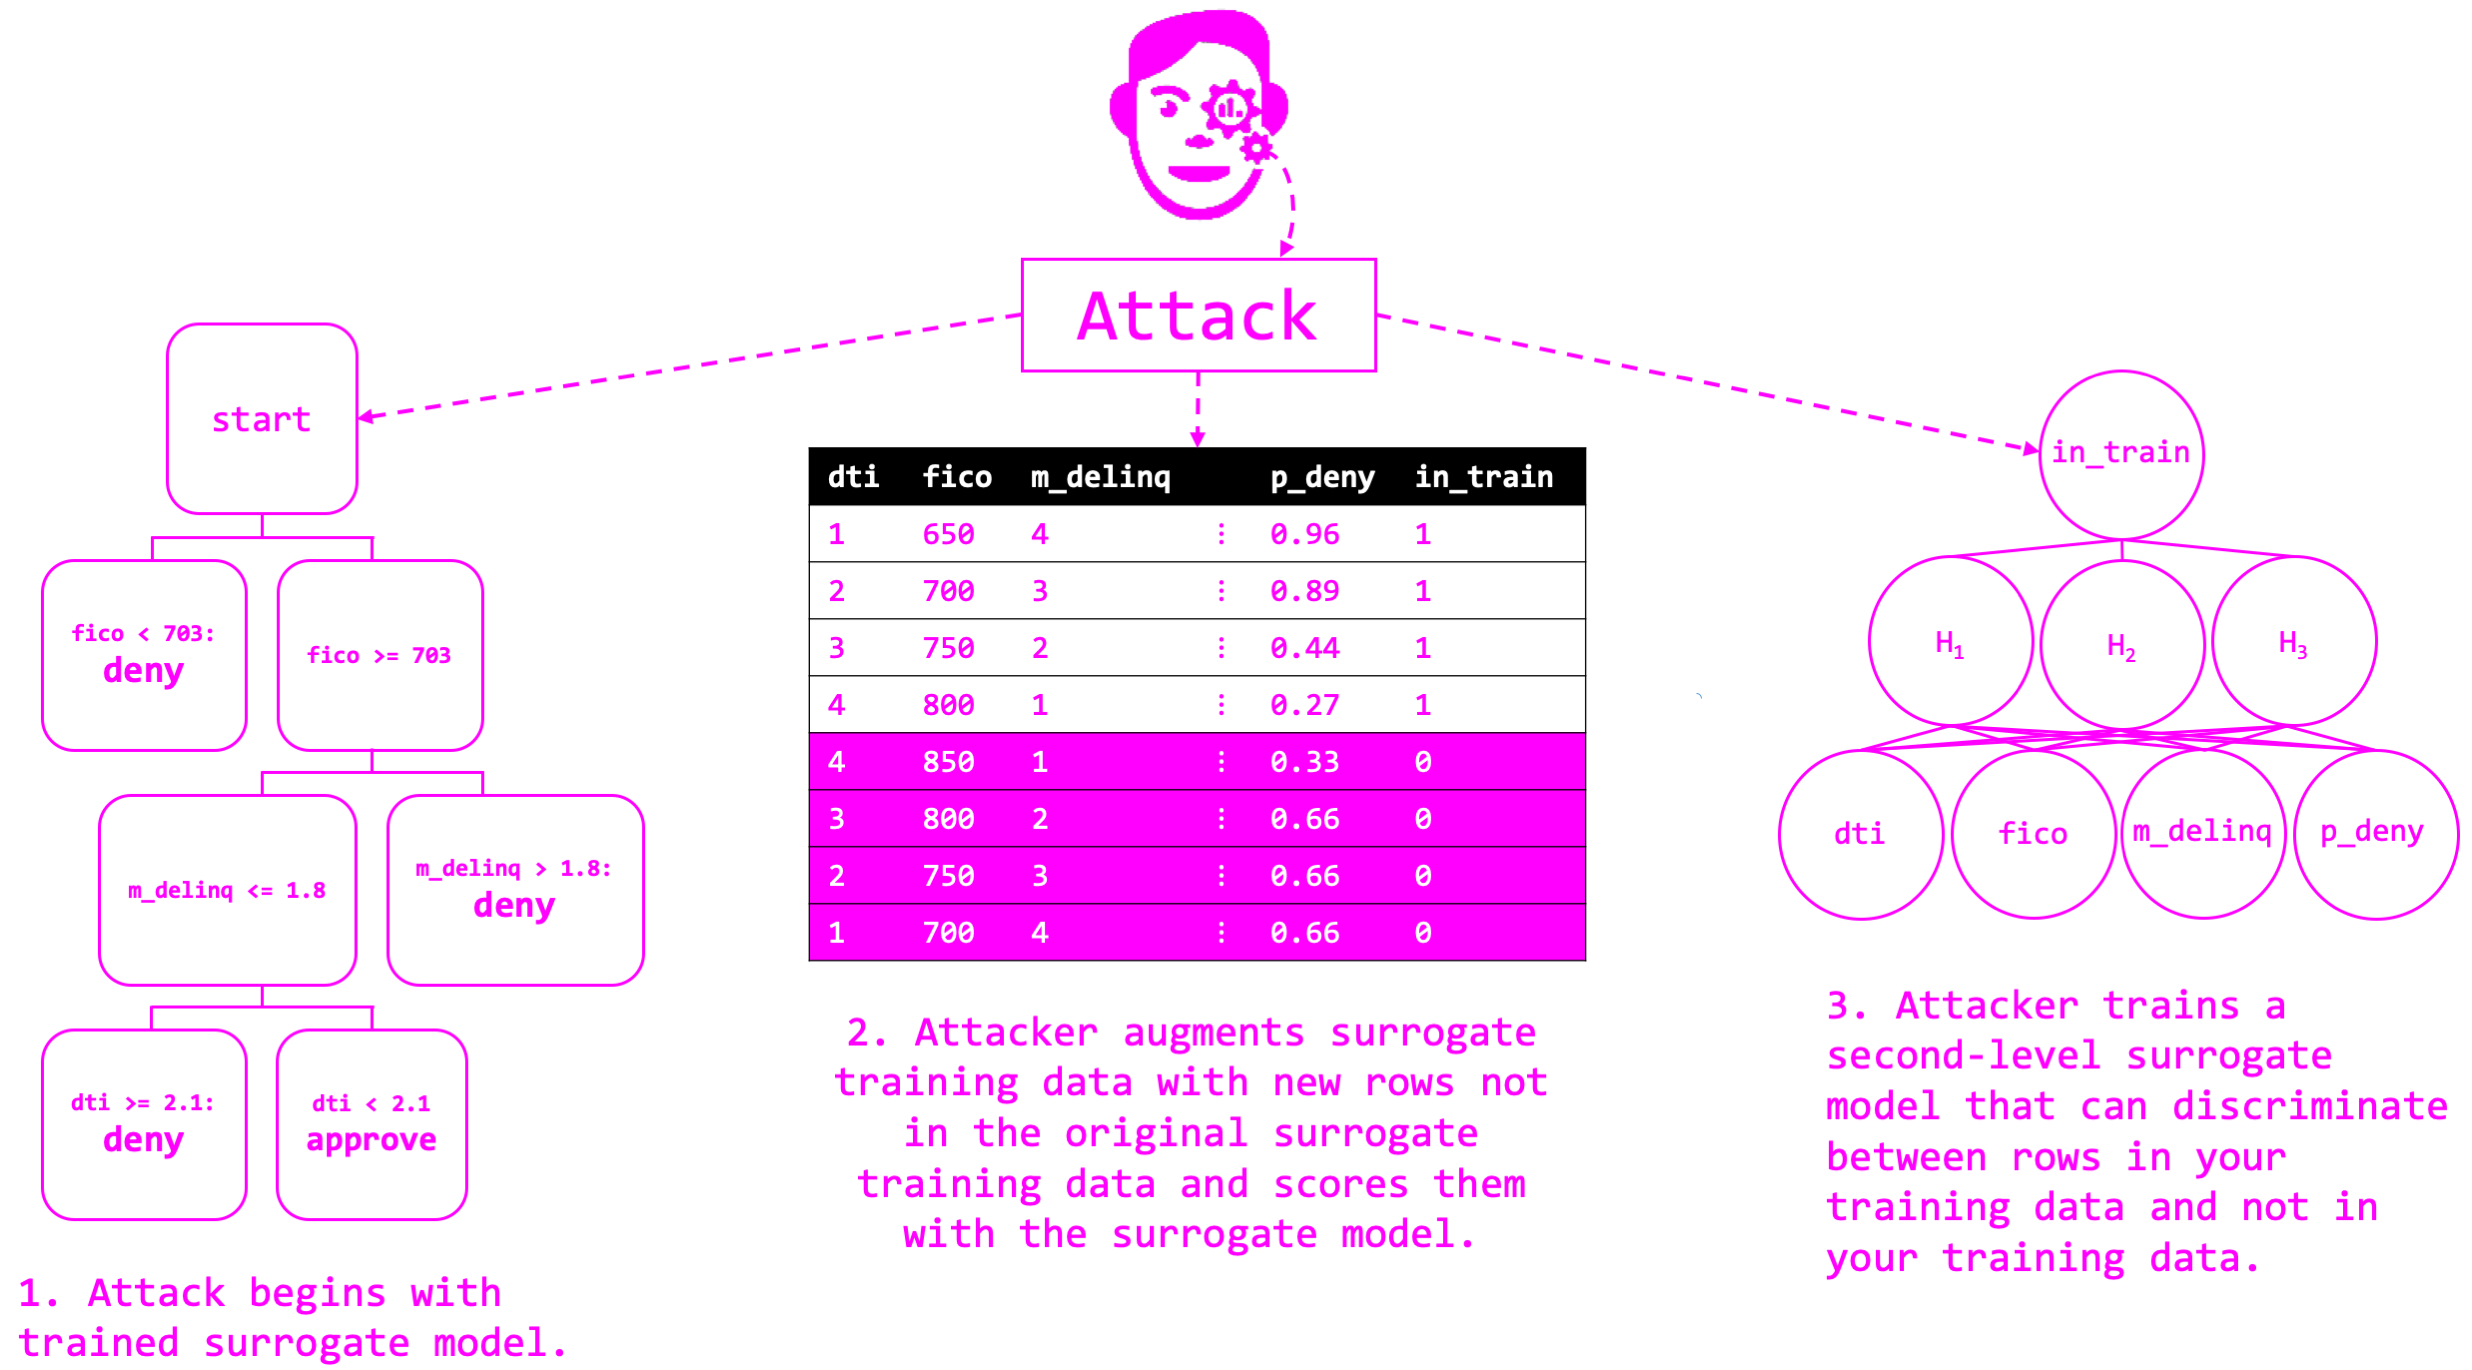 Attack
start
fico < 703:
deny
fico >= 703
m_delinq <= 1.8
m_delinq > 1.8:
deny
dti >= 2.1:
deny
dti < 2.1
approve
1. Attack begins with
trained surrogate model.
dti fico m_delinq p_deny in_train
1 650 4 ⋮ 0.96 1
2 700 3 ⋮ 0.89 1
3 750 2 ⋮ 0.44 1
4 800 1 ⋮ 0.27 1
4 850 1 ⋮ 0.33 0
3 800 2 ⋮ 0.66 0
2 750 3 ⋮ 0.66 0
1 700 4 ⋮ 0.66 0
2. Attacker augments surrogate
training data with new rows not
in the original surrogate
training data and scores them
with the surrogate model.
in_train
H1 H2 H3
dti fico m_delinq p_deny
3. Attacker trains a
second-level surrogate
model that can discriminate
between rows in your
training data and not in
your training data.